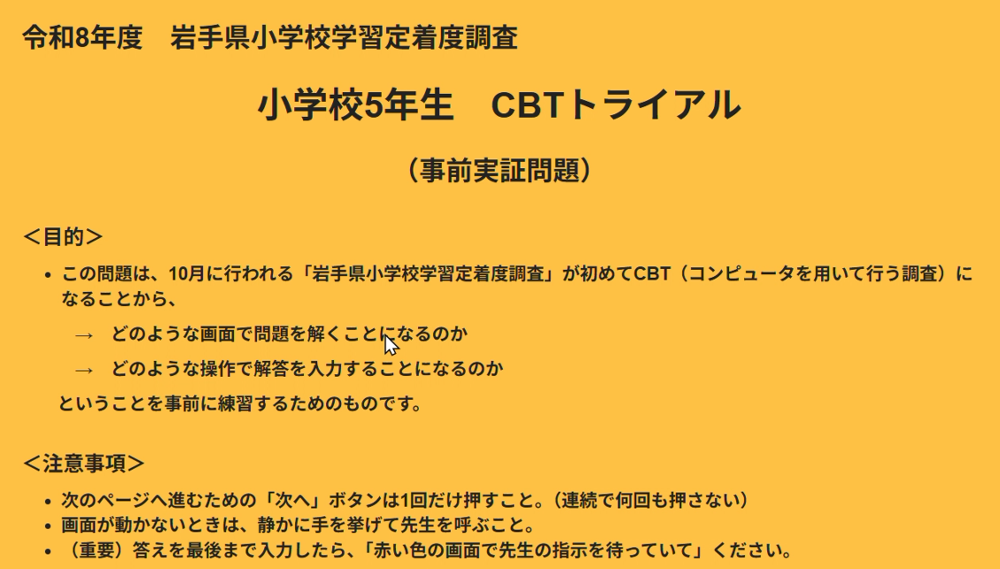 令和8年度　岩手県小学校学習定着度調査
小学校5年生　CBTトライアル
（事前実証問題）
＜目的＞
• この問題は、10月に行われる「岩手県小学校学習定着度調査」が初めてCBT（コンピュータを用いて行う調査）に
なることから、
→　どのような画面で問題を解くことになるのか
→　どのような操作で解答を入力することになるのか
ということを事前に練習するためのものです。
＜注意事項＞
• 次のページへ進むための「次へ」ボタンは1回だけ押すこと。（連続で何回も押さない）
• 画面が動かないときは、静かに手を挙げて先生を呼ぶこと。
• （重要）答えを最後まで入力したら、「赤い色の画面で先生の指示を待っていて」ください。